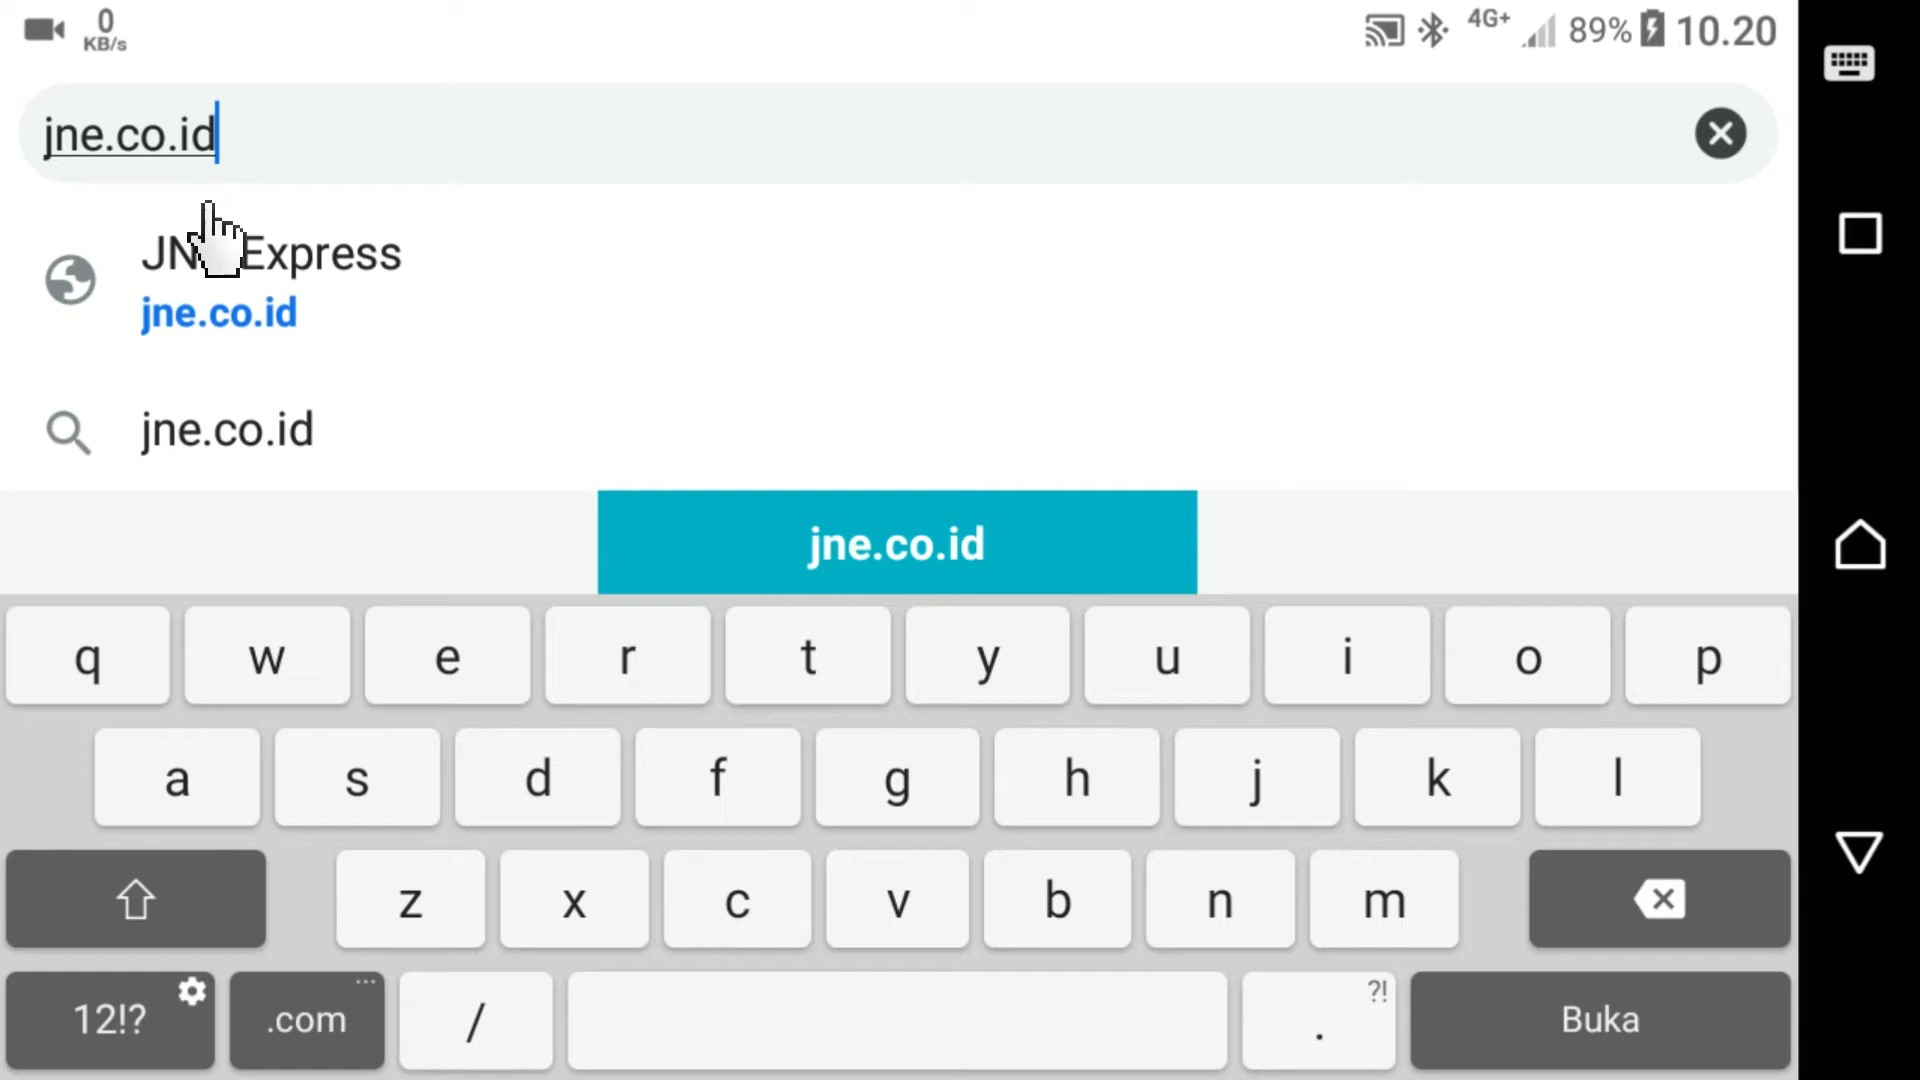 0
KB/s
4G+ 89% 10.20
jne.co.id
JNE Express
jne.co.id
jne.co.id
jne.co.id
q w e r t y u i o p
a s d f g h j k l
z x c v b n m
12!? .com / . ?! Buka